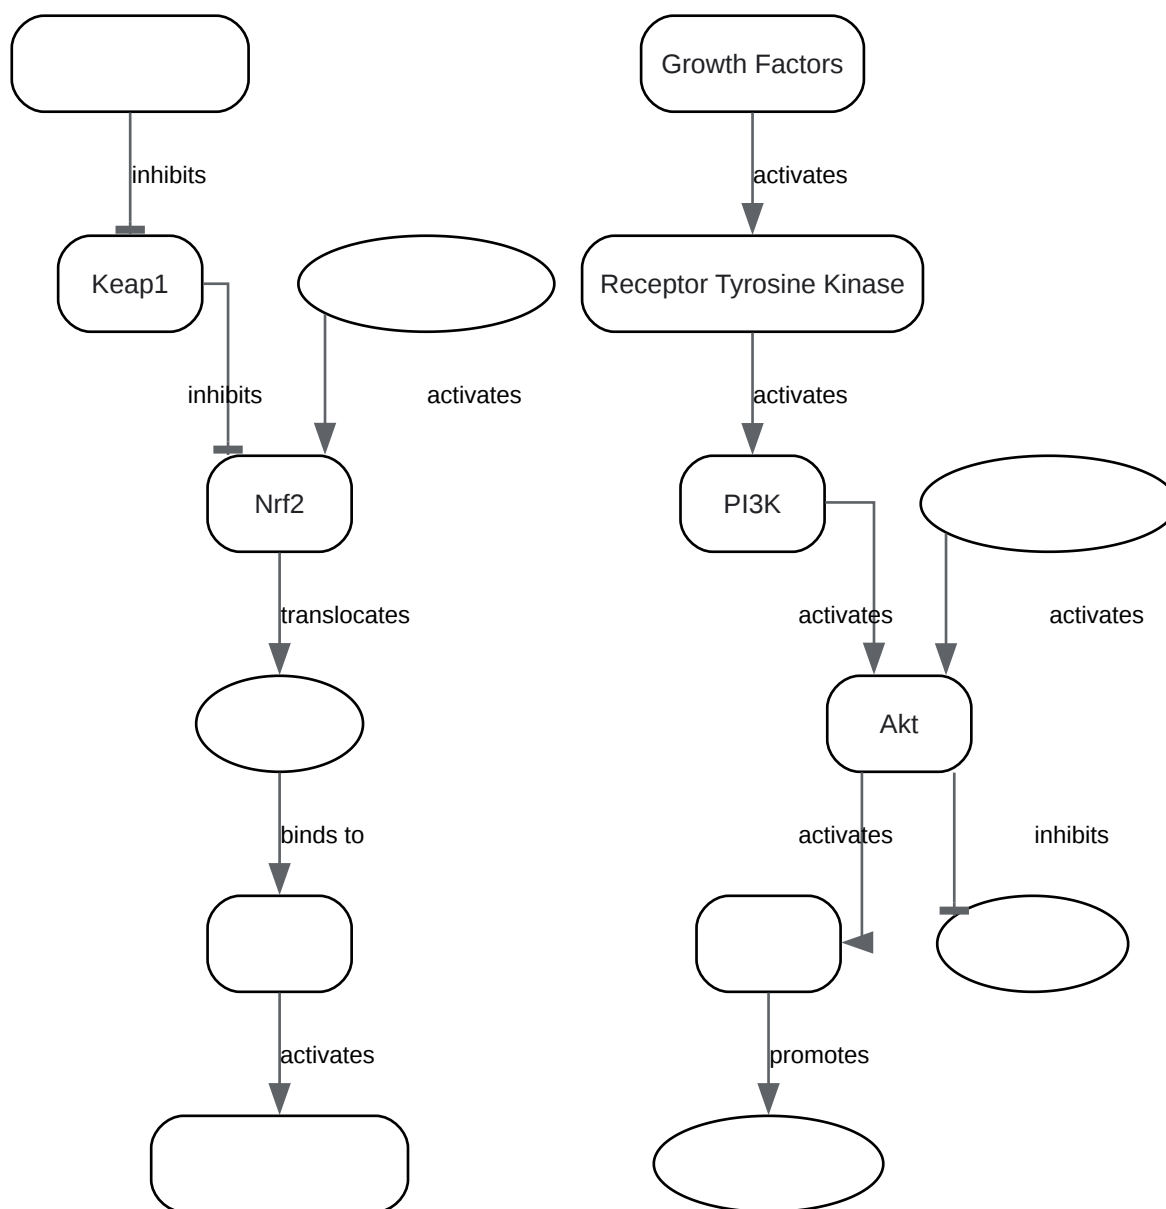 Growth Factors
inhibits
activates
Keap1
Receptor Tyrosine Kinase
inhibits
activates
activates
Nrf2
PI3K
translocates
activates
activates
Akt
binds to
activates
inhibits
activates
promotes